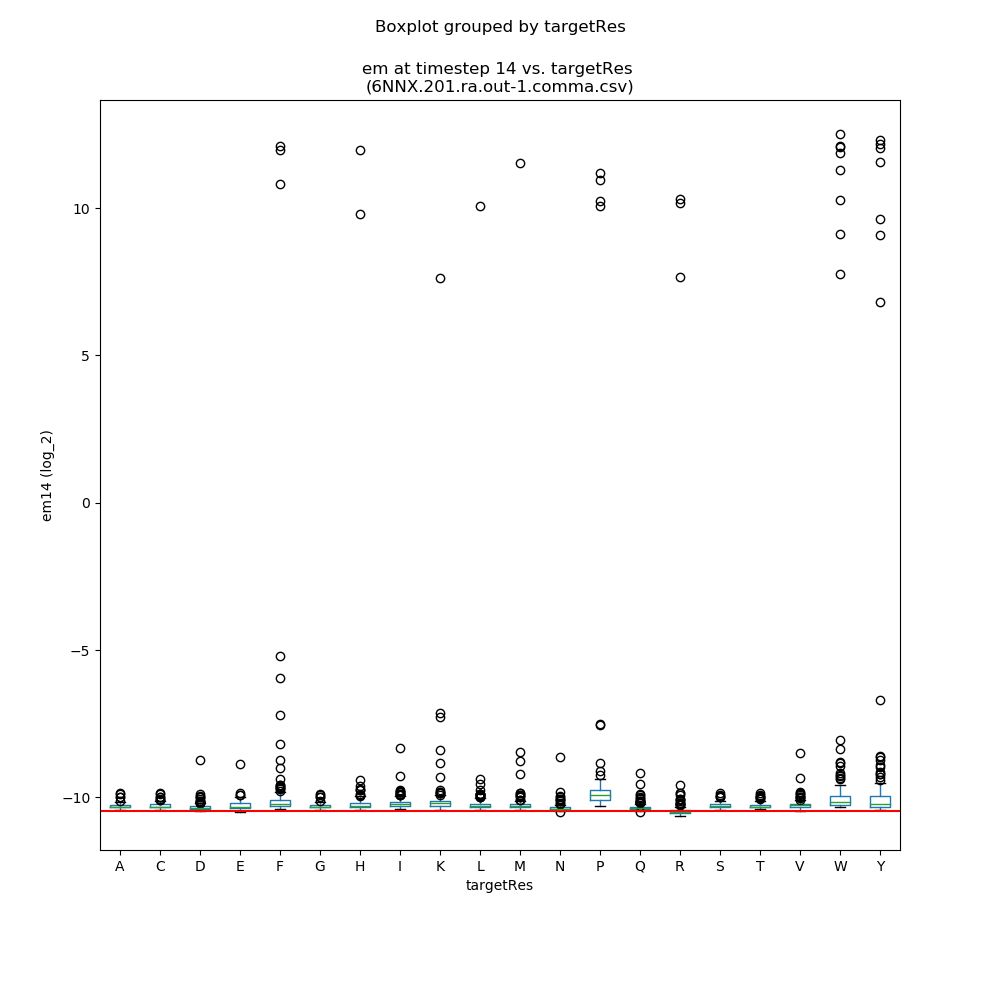 Boxplot grouped by targetRes
em at timestep 14 vs. targetRes
(6NNX.201.ra.out-1.comma.csv)
10
5
0
−5
−10
em14 (log_2)
A C D E F G H I K L M N P Q R S T V W Y
targetRes